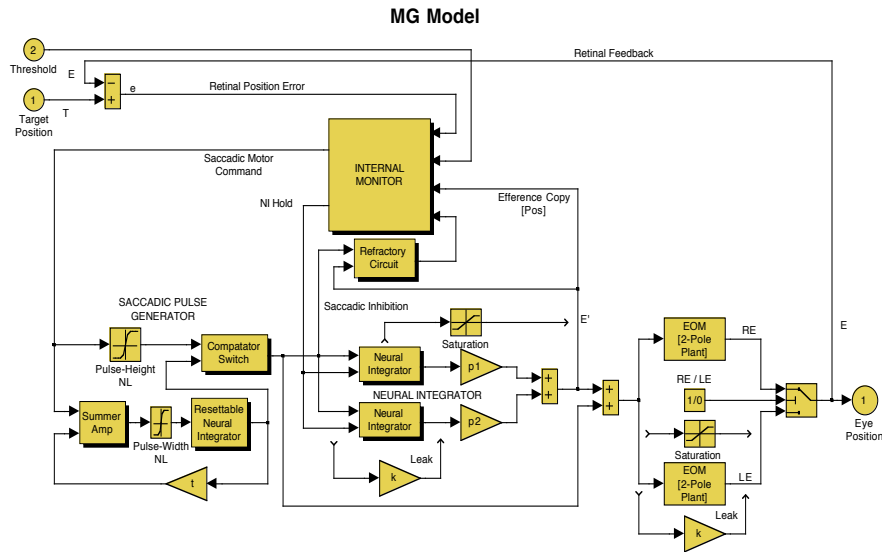 MG Model
2
Threshold
E
Retinal Feedback
1
Target
Position
T
e
Retinal Position Error
Saccadic Motor
Command
NI Hold
INTERNAL
MONITOR
Efference Copy
[Pos]
Refractory
Circuit
SACCADIC PULSE
GENERATOR
Pulse-Height
NL
Compatator
Switch
Saccadic Inhibition
Saturation
E'
Neural
Integrator
p1
NEURAL INTEGRATOR
Neural
Integrator
p2
Summer
Amp
Pulse-Width
NL
Resettable
Neural
Integrator
t
k
Leak
EOM
[2-Pole
Plant]
RE
E
RE / LE
1/0
1
Eye
Position
Saturation
EOM
[2-Pole
Plant]
LE
k
Leak